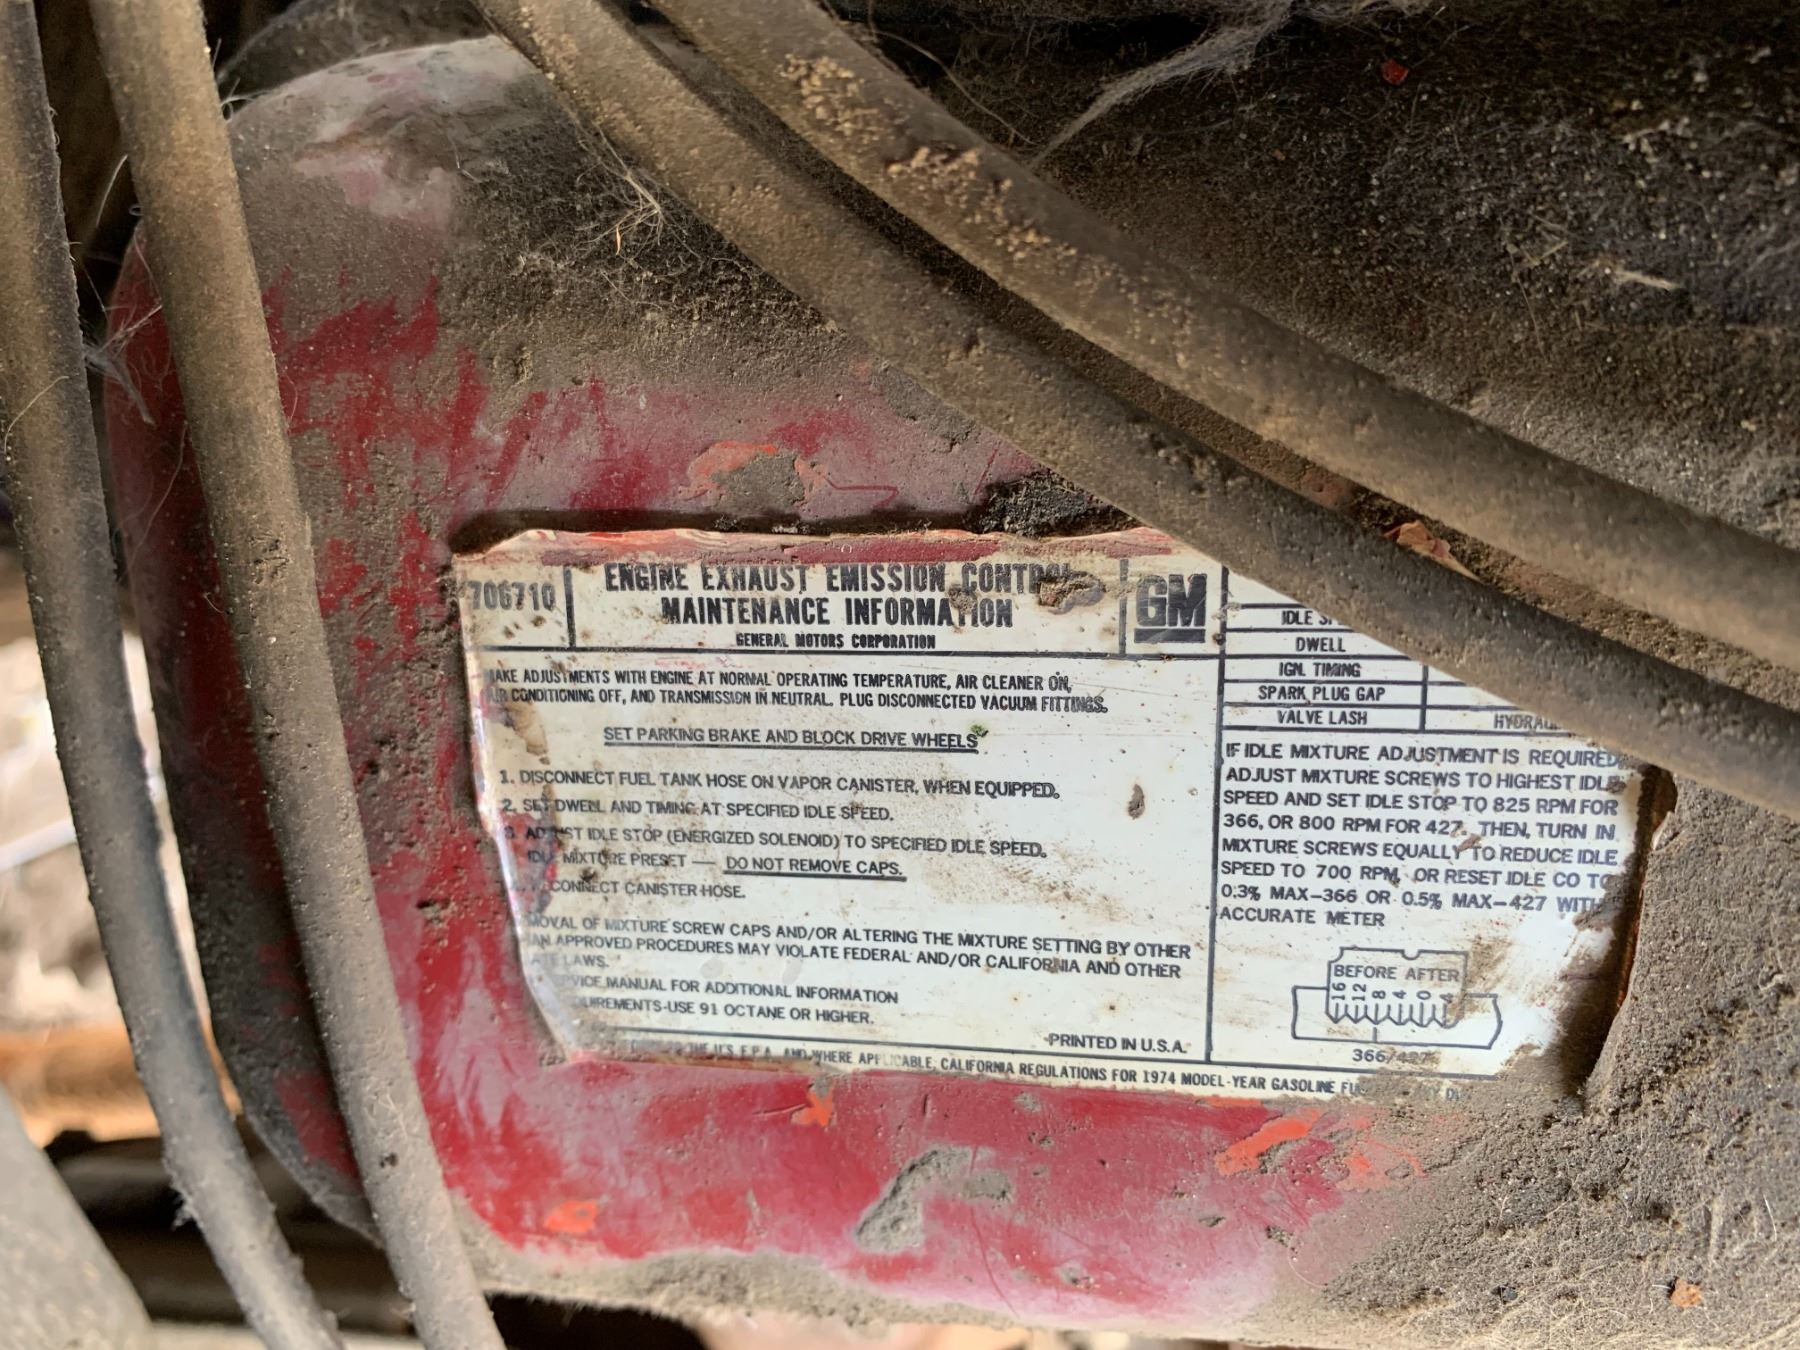 706710
ENGINE EXHAUST EMISSION
MAINTENANCE INFORMATION
GENERAL MOTORS CORPORATION
GM
MAKE ADJUSTMENTS WITH ENGINE AT NORMAL OPERATING TEMPERATURE, AIR CLEANER ON,
AIR CONDITIONING OFF, AND TRANSMISSION IN NEUTRAL. PLUG DISCONNECTED VACUUM FITTINGS.
SET PARKING BRAKE AND BLOCK DRIVE WHEELS
1. DISCONNECT FUEL TANK HOSE ON VAPOR CANISTER, WHEN EQUIPPED.
2. SET DWELL AND TIMING AT SPECIFIED IDLE SPEED.
IDLE STOP (ENERGIZED SOLENOID) TO SPECIFIED IDLE SPEED.
IDLE MIXTURE PRESET — DO NOT REMOVE CAPS.
CANISTER HOSE.
OF MIXTURE SCREW CAPS AND/OR ALTERING THE MIXTURE SETTING BY OTHER
APPROVED PROCEDURES MAY VIOLATE FEDERAL AND/OR CALIFORNIA AND OTHER
LAWS.
MANUAL FOR ADDITIONAL INFORMATION
-USE 91 OCTANE OR HIGHER.
PRINTED IN U.S.A.
THE U.S. E.P.A. AND WHERE APPLICABLE, CALIFORNIA REGULATIONS FOR 1974 MODEL-YEAR GASOLINE
IDLE
DWELL
IGN. TIMING
SPARK PLUG GAP
VALVE LASH
IF IDLE MIXTURE ADJUSTMENT IS REQUIRED,
ADJUST MIXTURE SCREWS TO HIGHEST IDLE
SPEED AND SET IDLE STOP TO 825 RPM FOR
366, OR 800 RPM FOR 427. THEN, TURN IN
MIXTURE SCREWS EQUALLY TO REDUCE IDLE
SPEED TO 700 RPM, OR RESET IDLE CO TO
0.3% MAX-366 OR 0.5% MAX-427 WITH
ACCURATE METER
BEFORE AFTER
16 12 8 4 0 4
366/427